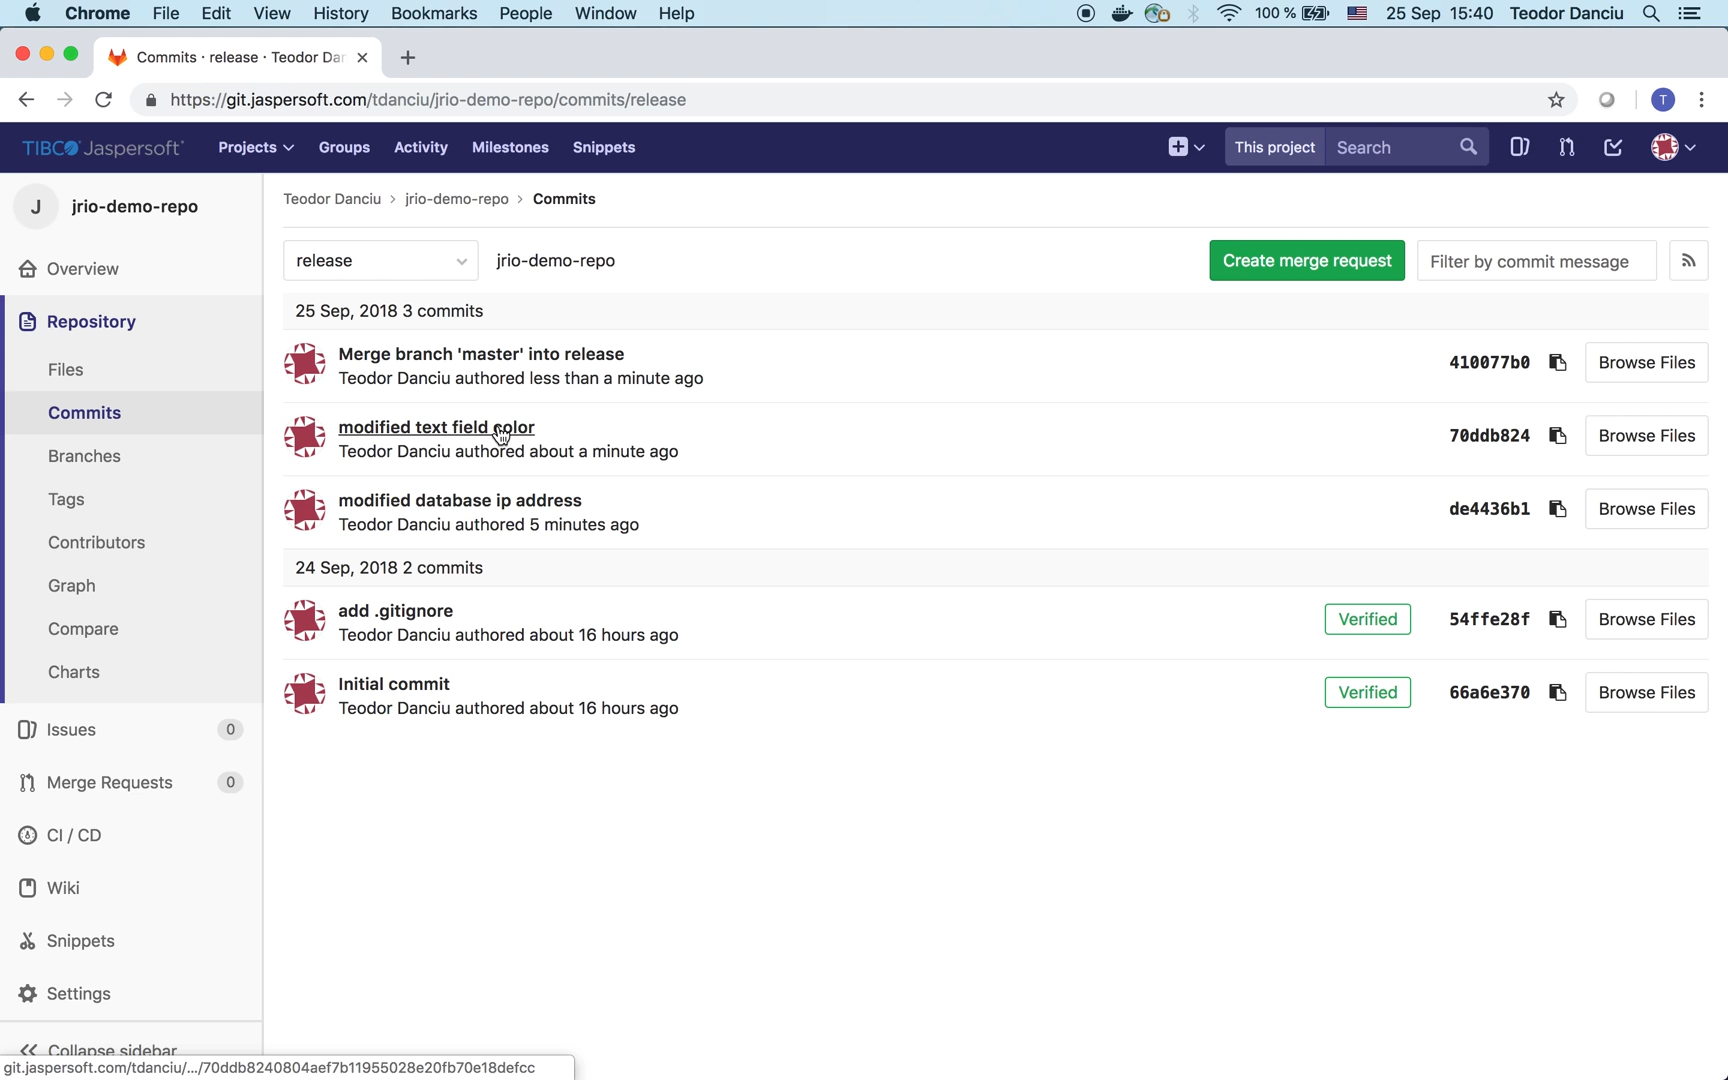 Chrome File Edit View History Bookmarks People Window Help 100 % 25 Sep 15:40 Teodor Danciu
Commits · release · Teodor Dan
https://git.jaspersoft.com/tdanciu/jrio-demo-repo/commits/release T
TIBCO Jaspersoft Projects Groups Activity Milestones Snippets This project Search
J jrio-demo-repo
Teodor Danciu > jrio-demo-repo > Commits
release jrio-demo-repo Create merge request Filter by commit message
Overview
Repository
Files
Commits
Branches
Tags
Contributors
Graph
Compare
Charts
Issues 0
Merge Requests 0
CI / CD
Wiki
Snippets
Settings
Collapse sidebar
25 Sep, 2018 3 commits
Merge branch 'master' into release
Teodor Danciu authored less than a minute ago
410077b0 Browse Files
modified text field color
Teodor Danciu authored about a minute ago
70ddb824 Browse Files
modified database ip address
Teodor Danciu authored 5 minutes ago
de4436b1 Browse Files
24 Sep, 2018 2 commits
add .gitignore
Teodor Danciu authored about 16 hours ago
Verified 54ffe28f Browse Files
Initial commit
Teodor Danciu authored about 16 hours ago
Verified 66a6e370 Browse Files
git.jaspersoft.com/tdanciu/.../70ddb8240804aef7b11955028e20fb70e18defcc